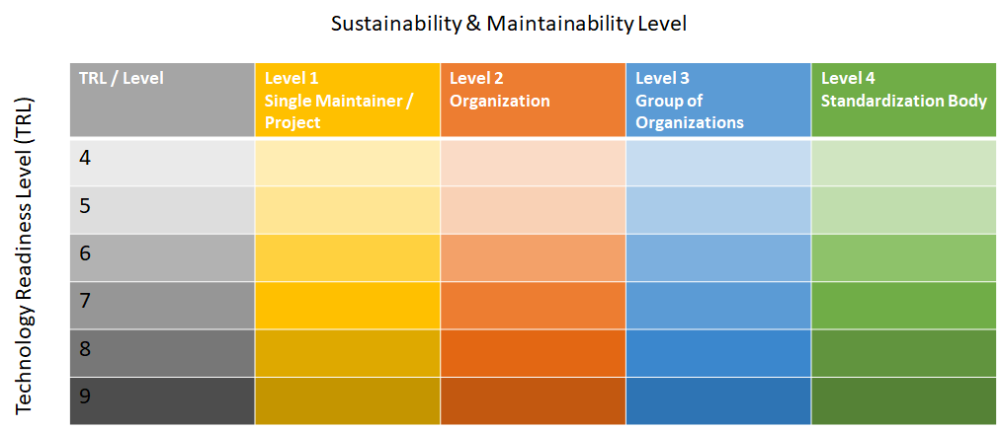 Sustainability & Maintainability Level
Technology Readiness Level (TRL)
TRL / Level
Level 1
Single Maintainer /
Project
Level 2
Organization
Level 3
Group of
Organizations
Level 4
Standardization Body
4
5
6
7
8
9